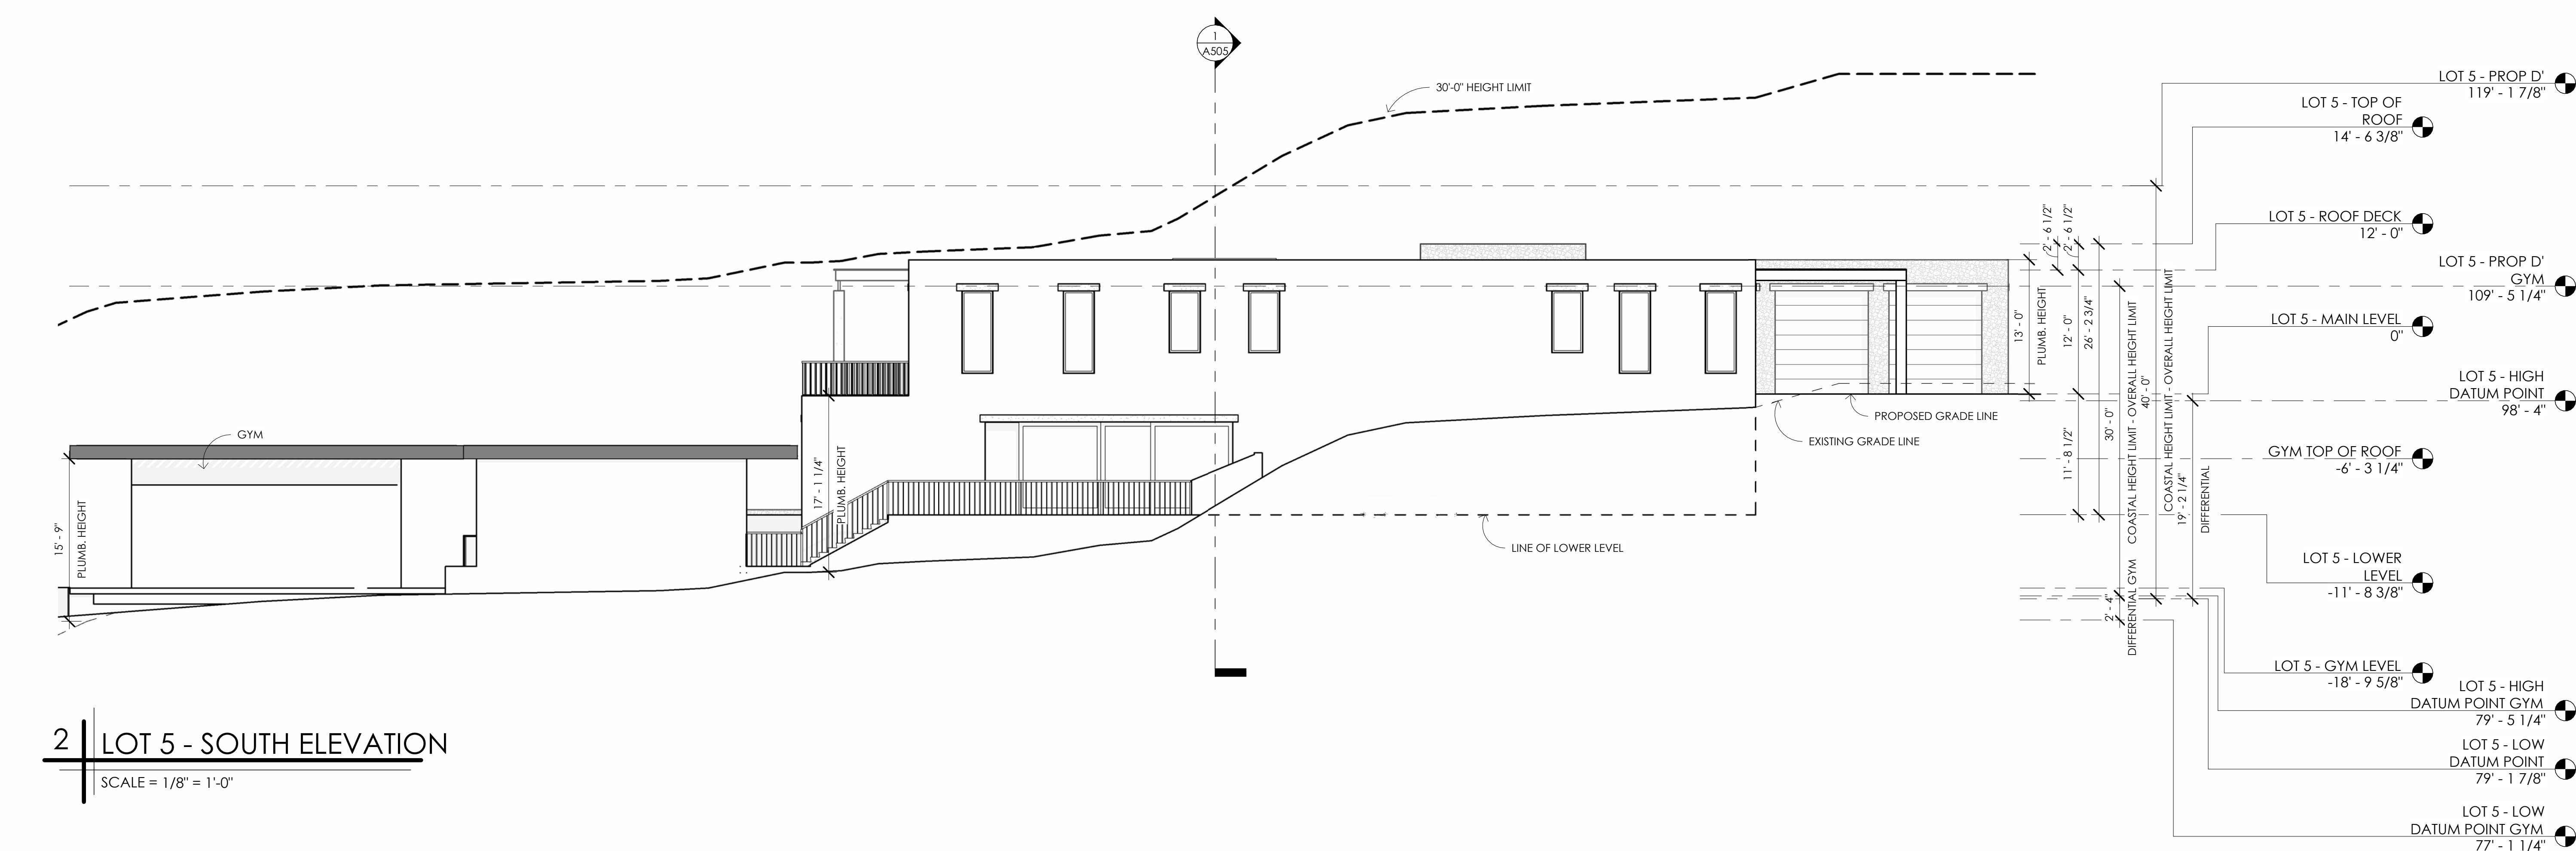 1
A505
30'-0" HEIGHT LIMIT
LOT 5 - PROP D'
119' - 1 7/8"
LOT 5 - TOP OF
ROOF
14' - 6 3/8"
LOT 5 - ROOF DECK
12' - 0"
LOT 5 - PROP D'
GYM
109' - 5 1/4"
LOT 5 - MAIN LEVEL
0"
LOT 5 - HIGH
DATUM POINT
98' - 4"
GYM TOP OF ROOF
-6' - 3 1/4"
LOT 5 - LOWER
LEVEL
-11' - 8 3/8"
LOT 5 - GYM LEVEL
-18' - 9 5/8"
LOT 5 - HIGH
DATUM POINT GYM
79' - 5 1/4"
LOT 5 - LOW
DATUM POINT
79' - 1 7/8"
LOT 5 - LOW
DATUM POINT GYM
77' - 1 1/4"
2' - 6 1/2"
2' - 6 1/2"
13' - 0"
PLUMB. HEIGHT
12' - 0"
26' - 2 3/4"
11' - 8 1/2"
30' - 0"
COASTAL HEIGHT LIMIT - OVERALL HEIGHT LIMIT
40' - 0"
COASTAL HEIGHT LIMIT - OVERALL HEIGHT LIMIT
19' - 2 1/4"
DIFFERENTIAL
2' - 4"
DIFFERENTIAL GYM
PROPOSED GRADE LINE
EXISTING GRADE LINE
LINE OF LOWER LEVEL
GYM
15' - 9"
PLUMB. HEIGHT
17' - 1 1/4"
PLUMB. HEIGHT
2
LOT 5 - SOUTH ELEVATION
SCALE = 1/8" = 1'-0"